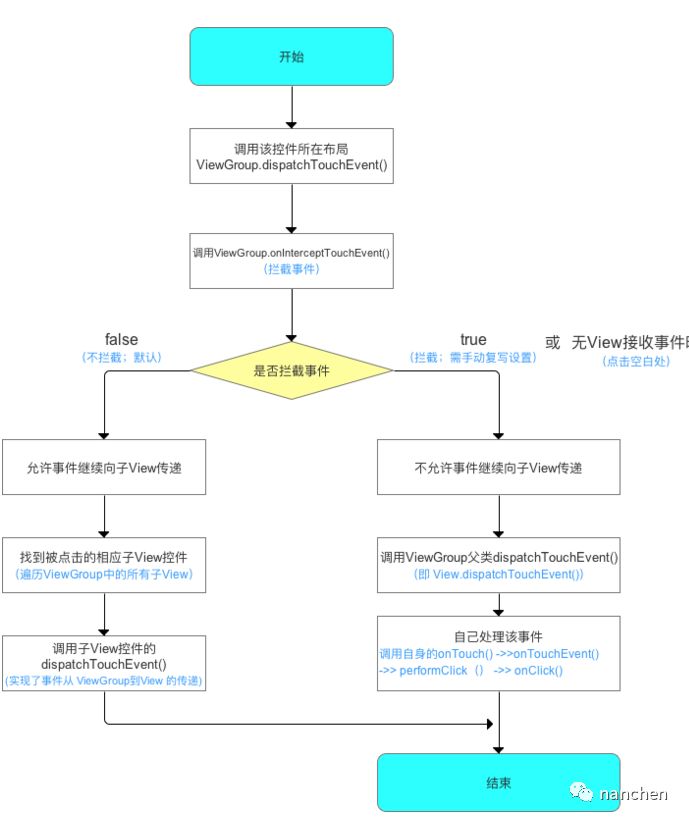 开始
调用该控件所在布局
ViewGroup.dispatchTouchEvent()
调用ViewGroup.onInterceptTouchEvent()
（拦截事件）
false
（不拦截；默认）
是否拦截事件
true
（拦截；需手动复写设置）
或 无View接收事件
（点击空白处）
允许事件继续向子View传递
不允许事件继续向子View传递
找到被点击的相应子View控件
（遍历ViewGroup中的所有子View）
调用ViewGroup父类dispatchTouchEvent()
（即 View.dispatchTouchEvent()）
调用子View控件的
dispatchTouchEvent()
(实现了事件从 ViewGroup到View 的传递)
自己处理该事件
调用自身的onTouch() ->>onTouchEvent()
->> performClick（） ->> onClick()
结束
nanchen